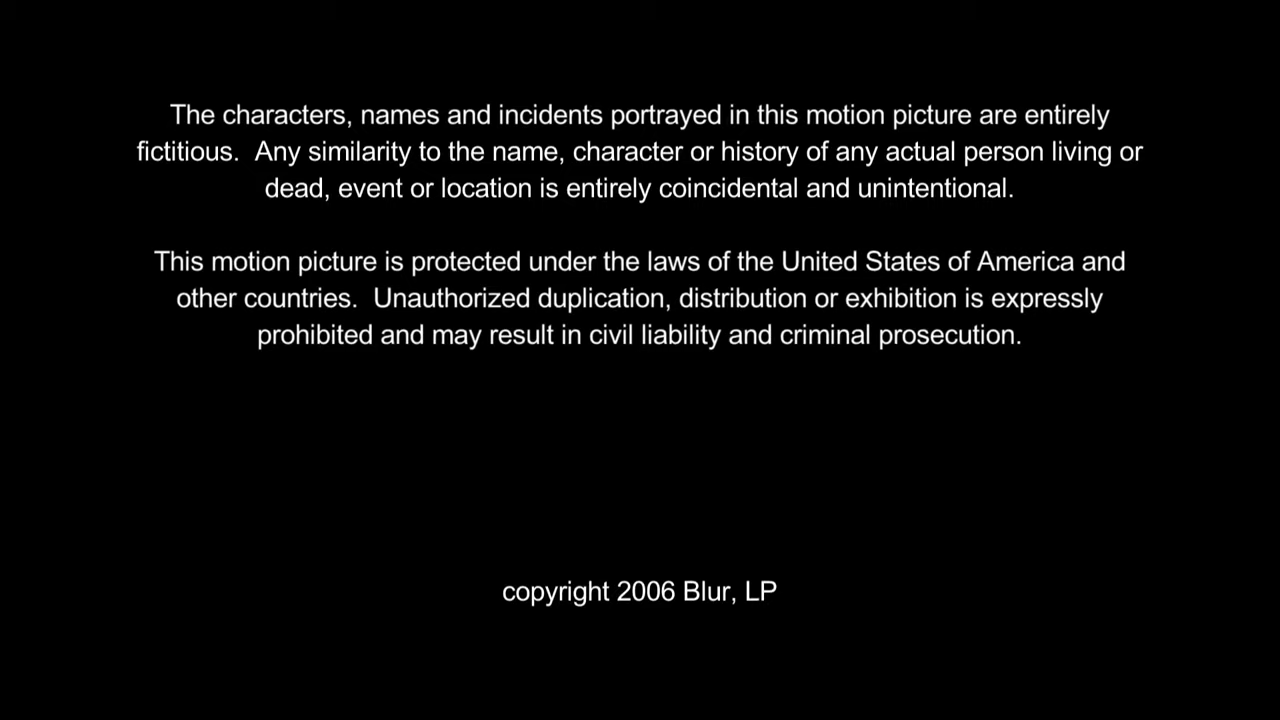 The characters, names and incidents portrayed in this motion picture are entirely
fictitious.  Any similarity to the name, character or history of any actual person living or
dead, event or location is entirely coincidental and unintentional.
This motion picture is protected under the laws of the United States of America and
other countries.  Unauthorized duplication, distribution or exhibition is expressly
prohibited and may result in civil liability and criminal prosecution.
copyright 2006 Blur, LP